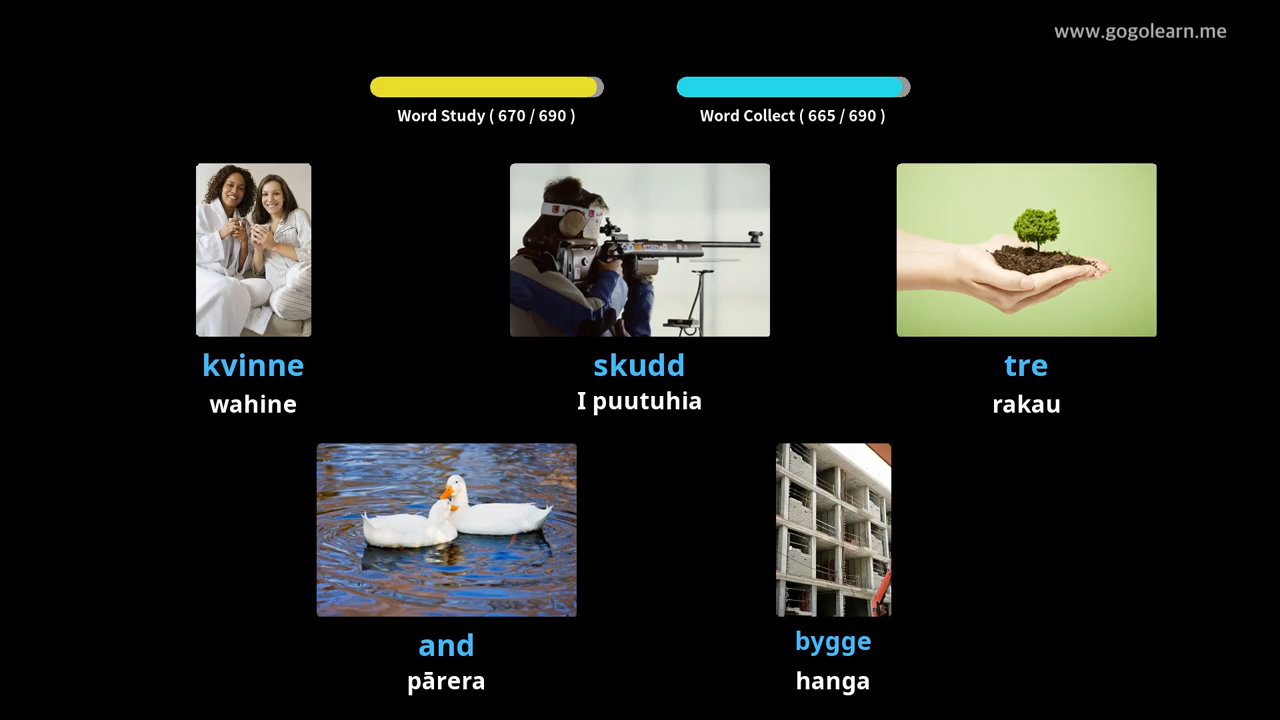 www.gogolearn.me
Word Study ( 670 / 690 )
Word Collect ( 665 / 690 )
kvinne
wahine
skudd
I puutuhia
tre
rakau
and
pārera
bygge
hanga